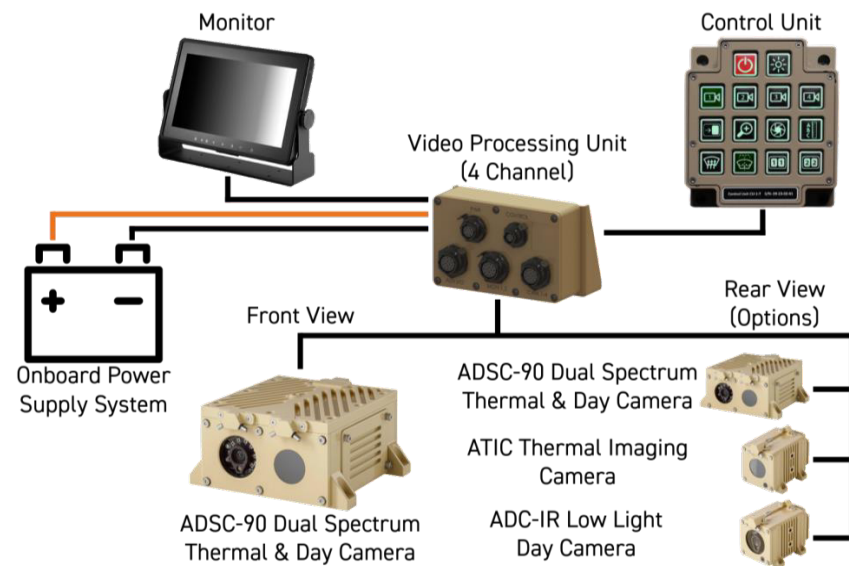 Monitor
Control Unit
Video Processing Unit
(4 Channel)
Front View
Rear View
(Options)
Onboard Power
Supply System
ADSC-90 Dual Spectrum
Thermal & Day Camera
ATIC Thermal Imaging
Camera
ADC-IR Low Light
Day Camera
ADSC-90 Dual Spectrum
Thermal & Day Camera